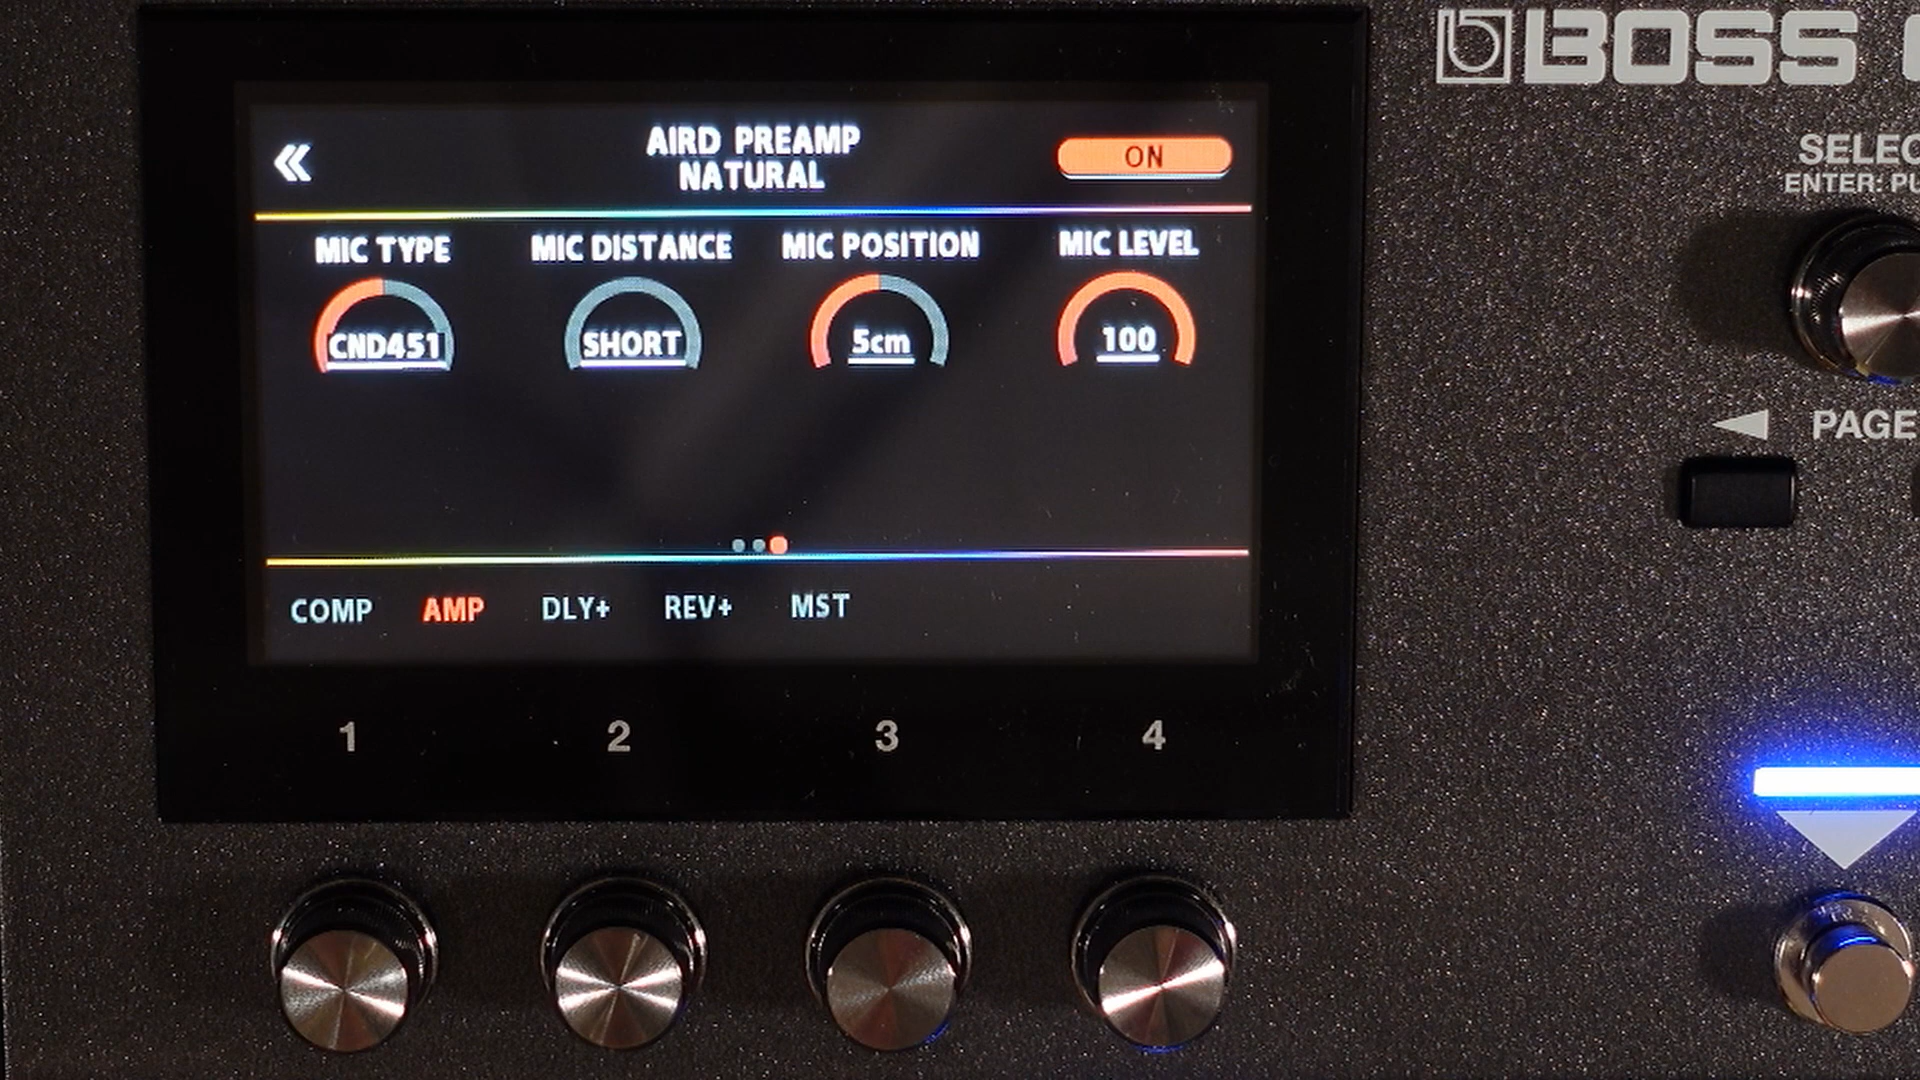 BOSS
AIRD PREAMP
NATURAL
ON
MIC TYPE
MIC DISTANCE
MIC POSITION
MIC LEVEL
CND451
SHORT
5cm
100
COMP
AMP
DLY+
REV+
MST
1
2
3
4
SELEC
ENTER: PU
PAGE